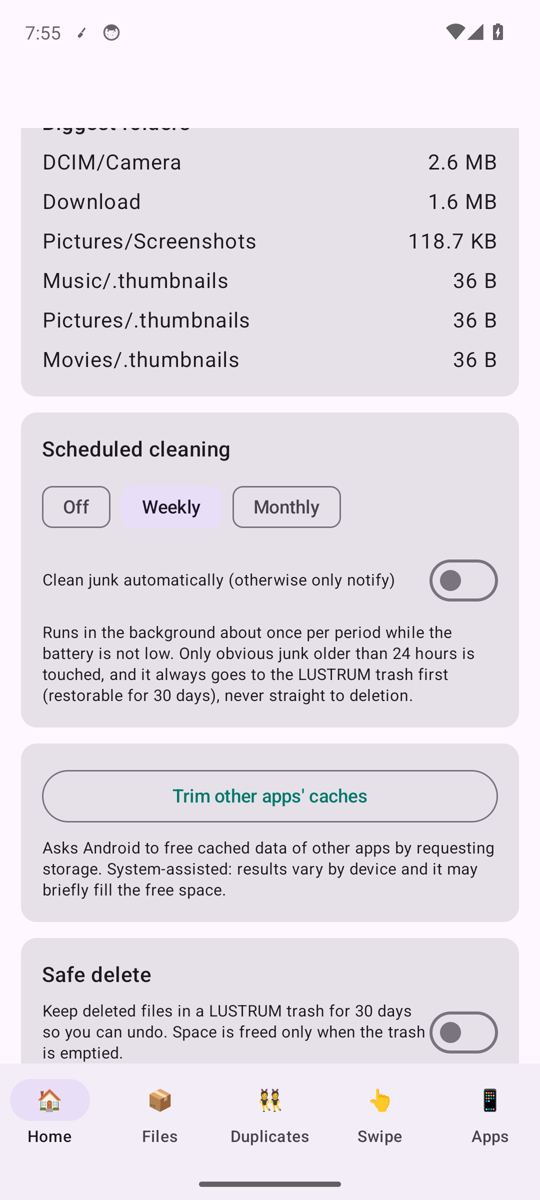 7:55
Biggest folders
DCIM/Camera 2.6 MB
Download 1.6 MB
Pictures/Screenshots 118.7 KB
Music/.thumbnails 36 B
Pictures/.thumbnails 36 B
Movies/.thumbnails 36 B
Scheduled cleaning
Off Weekly Monthly
Clean junk automatically (otherwise only notify)
Runs in the background about once per period while the
battery is not low. Only obvious junk older than 24 hours is
touched, and it always goes to the LUSTRUM trash first
(restorable for 30 days), never straight to deletion.
Trim other apps' caches
Asks Android to free cached data of other apps by requesting
storage. System-assisted: results vary by device and it may
briefly fill the free space.
Safe delete
Keep deleted files in a LUSTRUM trash for 30 days
so you can undo. Space is freed only when the trash
is emptied.
Home Files Duplicates Swipe Apps